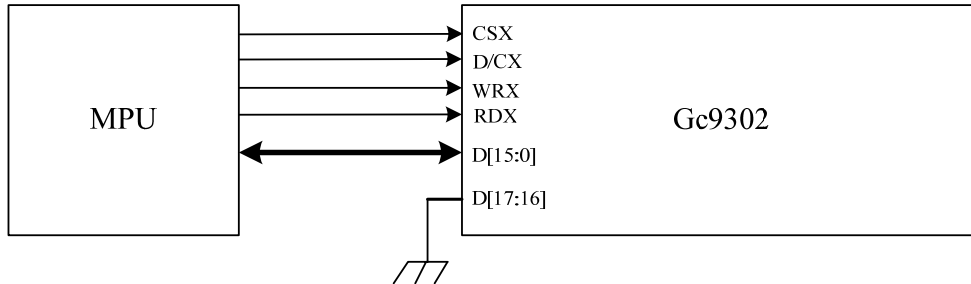 CSX
D/CX
WRX
MPU
RDX
Gc9302
D[15:0]
D[17:16]